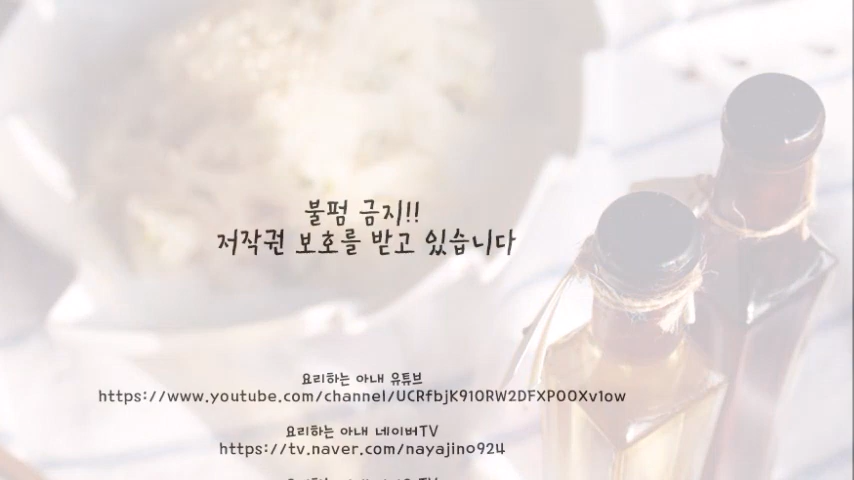 불펌 금지!!
저작권 보호를 받고 있습니다
요리하는 아내 유튜브
https://www.youtube.com/channel/UCRfbjK910RW2DFXP00Xv1ow
요리하는 아내 네이버TV
https://tv.naver.com/nayajino924